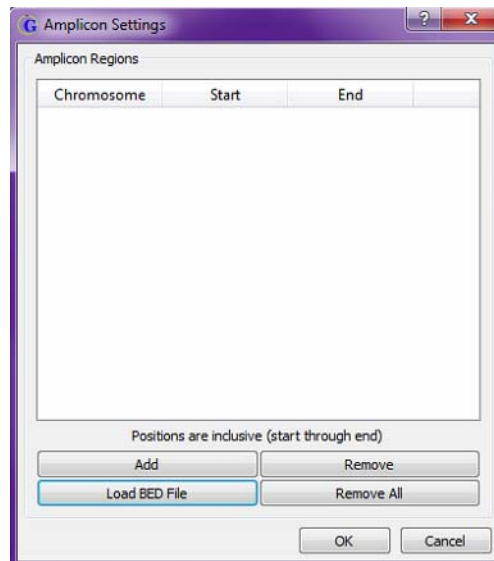 G Amplicon Settings ? X
Amplicon Regions
Chromosome Start End
Positions are inclusive (start through end)
Add Remove
Load BED File Remove All
OK Cancel